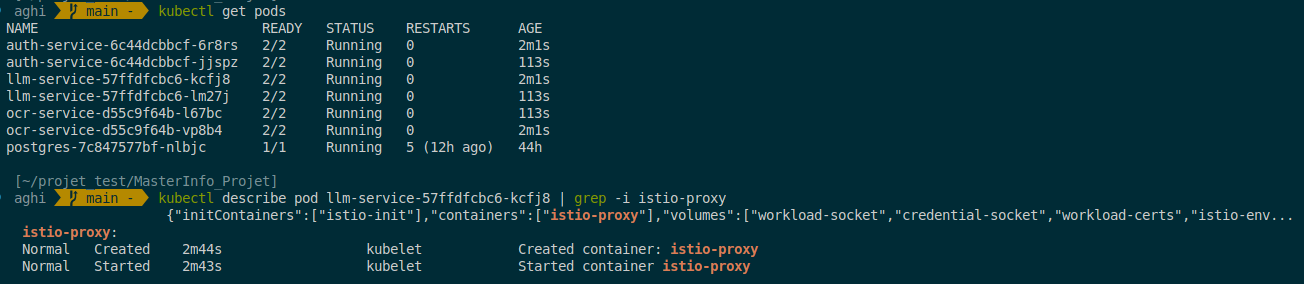 aghi main - kubectl get pods
NAME READY STATUS RESTARTS AGE
auth-service-6c44dcbbcf-6r8rs 2/2 Running 0 2m1s
auth-service-6c44dcbbcf-jjspz 2/2 Running 0 113s
llm-service-57ffdfcbc6-kcfj8 2/2 Running 0 2m1s
llm-service-57ffdfcbc6-lm27j 2/2 Running 0 113s
ocr-service-d55c9f64b-l67bc 2/2 Running 0 113s
ocr-service-d55c9f64b-vp8b4 2/2 Running 0 2m1s
postgres-7c847577bf-nlbjc 1/1 Running 5 (12h ago) 44h
[~/projet test/MasterInfo_Projet]
aghi main - kubectl describe pod llm-service-57ffdfcbc6-kcfj8 | grep -i istio-proxy
{"initContainers":["istio-init"],"containers":["istio-proxy"],"volumes":["workload-socket","credential-socket","workload-certs","istio-env...
istio-proxy:
Normal Created 2m44s kubelet Created container: istio-proxy
Normal Started 2m43s kubelet Started container istio-proxy